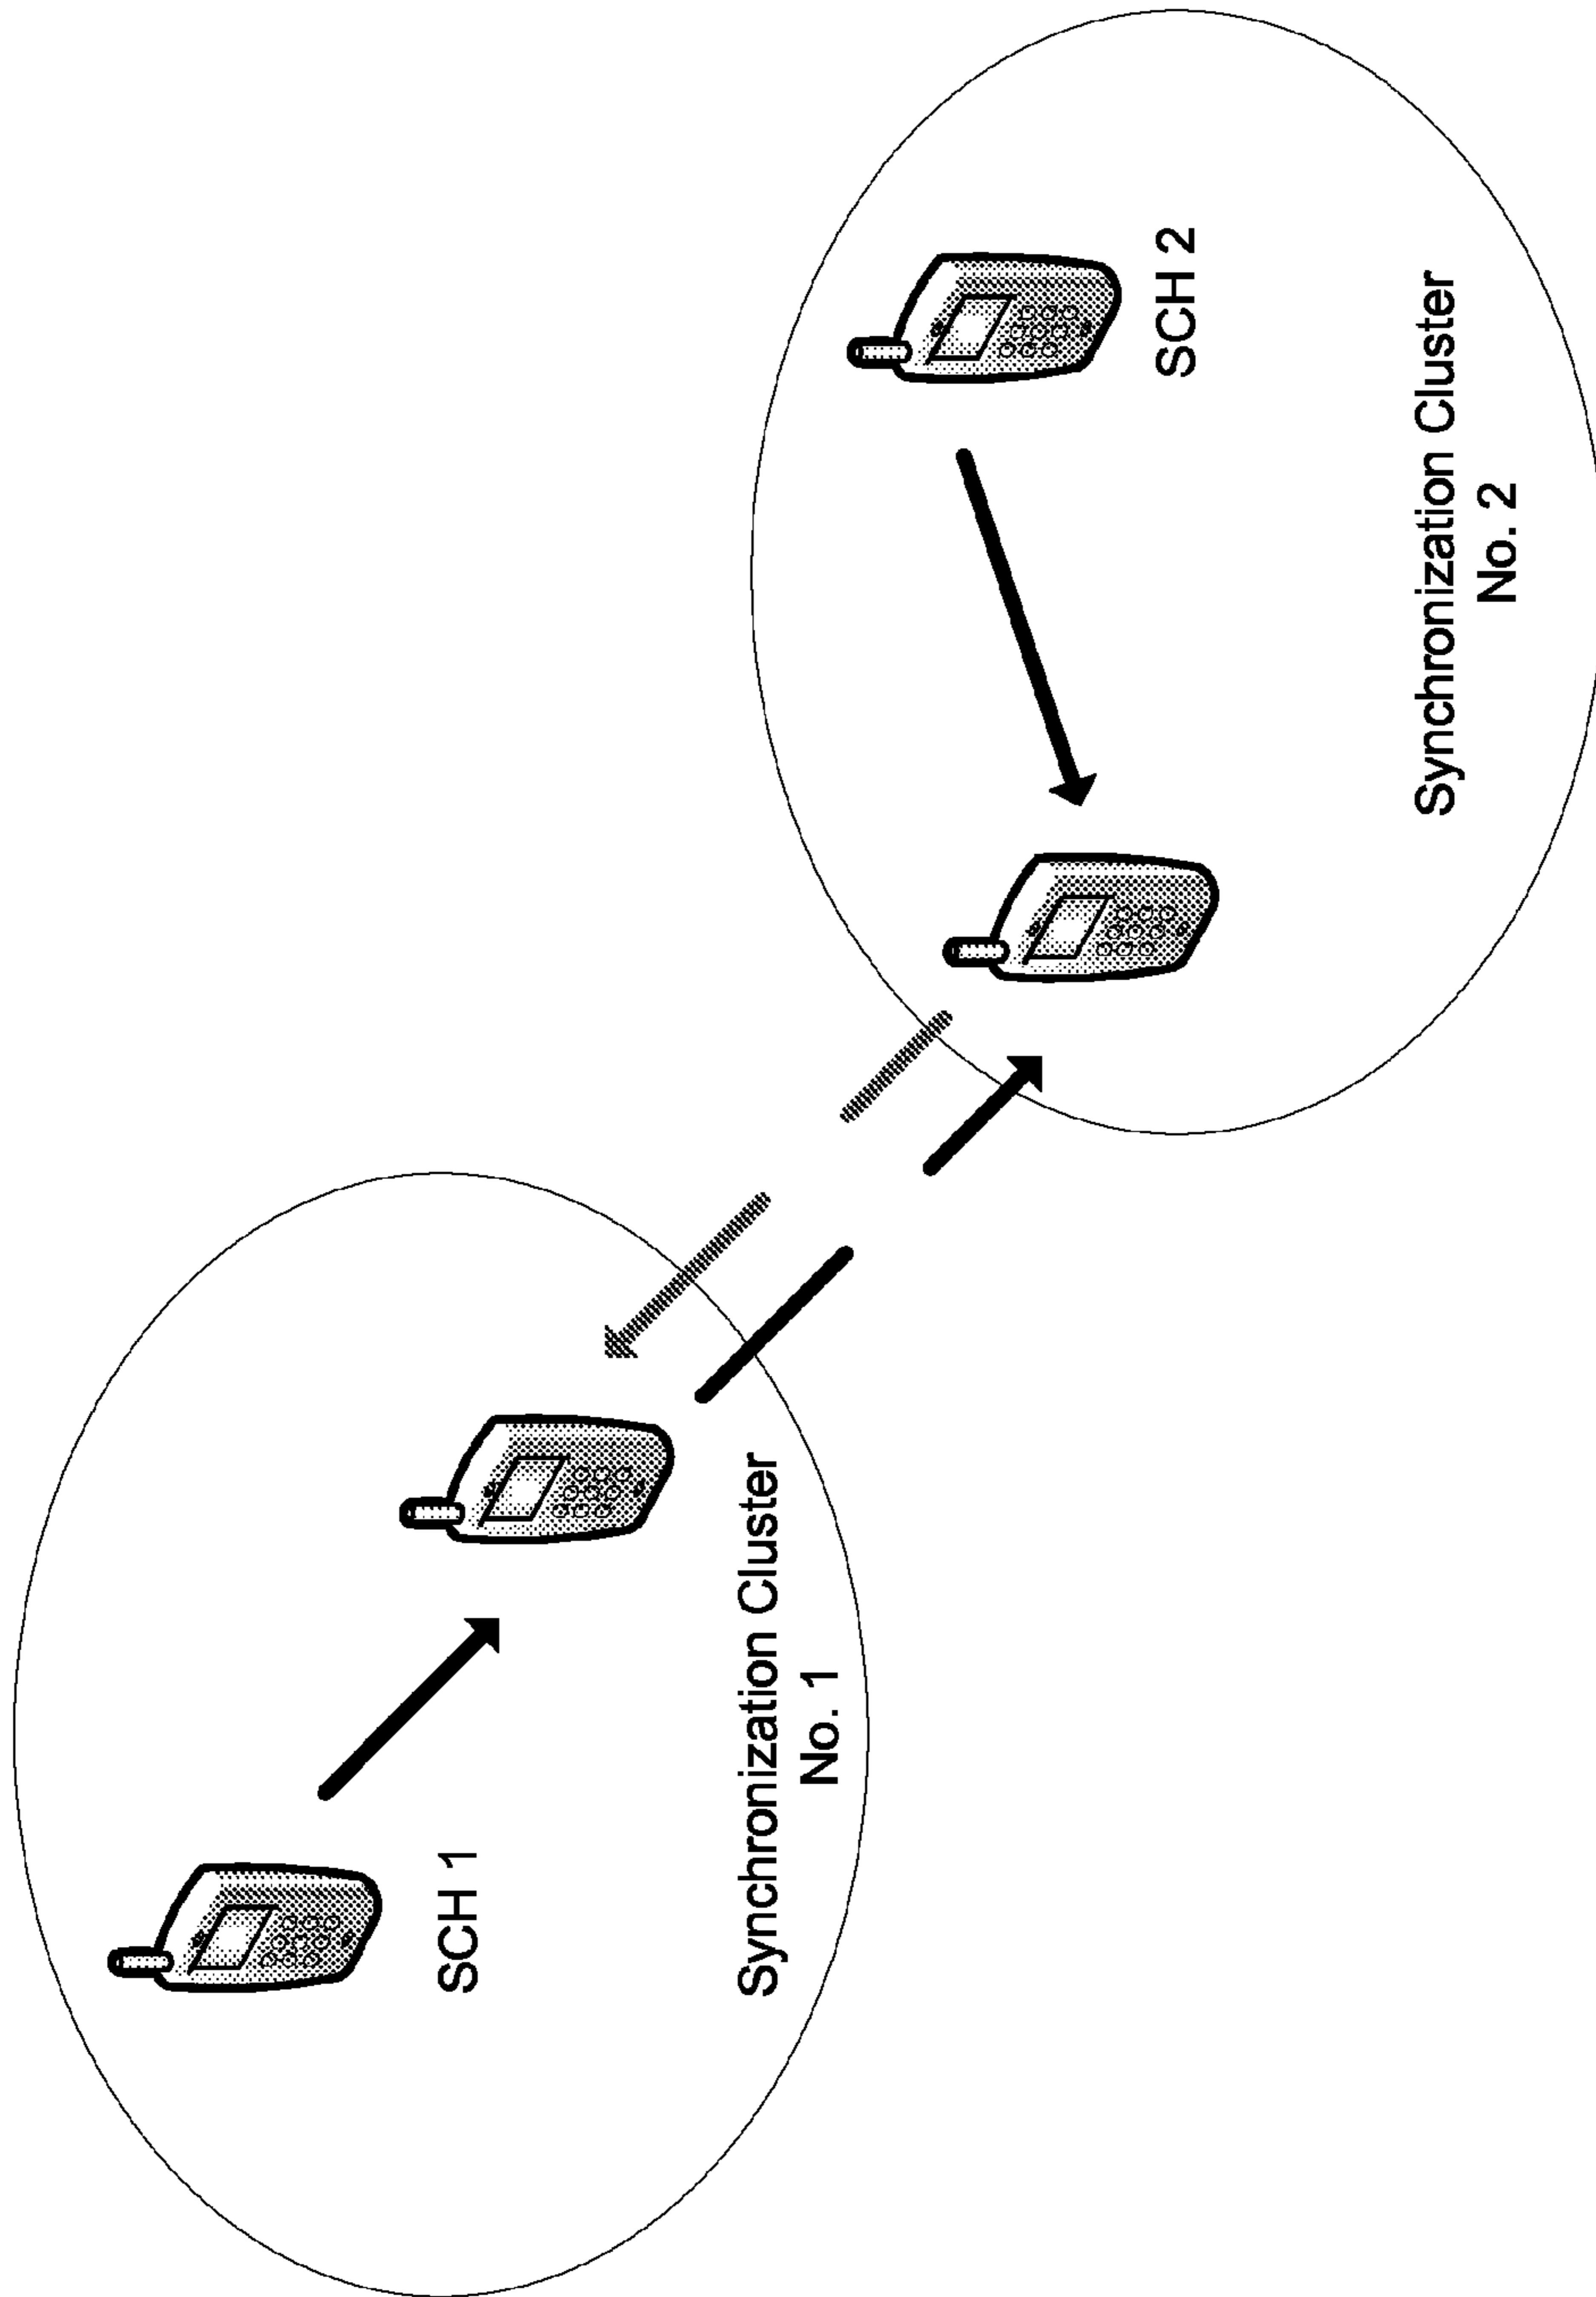 SCH 1
Synchronization Cluster
No. 1
SCH 2
Synchronization Cluster
No. 2